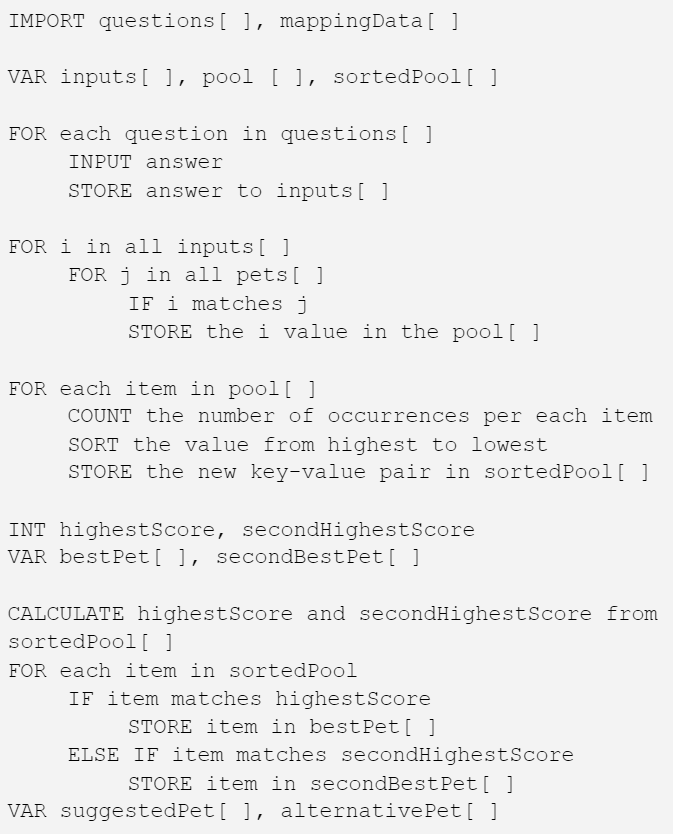 IMPORT questions[ ], mappingData[ ]
VAR inputs[ ], pool [ ], sortedPool[ ]
FOR each question in questions[ ]
INPUT answer
STORE answer to inputs[ ]
FOR i in all inputs[ ]
FOR j in all pets[ ]
IF i matches j
STORE the i value in the pool[ ]
FOR each item in pool[ ]
COUNT the number of occurrences per each item
SORT the value from highest to lowest
STORE the new key-value pair in sortedPool[ ]
INT highestScore, secondHighestScore
VAR bestPet[ ], secondBestPet[ ]
CALCULATE highestScore and secondHighestScore from
sortedPool[ ]
FOR each item in sortedPool
IF item matches highestScore
STORE item in bestPet[ ]
ELSE IF item matches secondHighestScore
STORE item in secondBestPet[ ]
VAR suggestedPet[ ], alternativePet[ ]